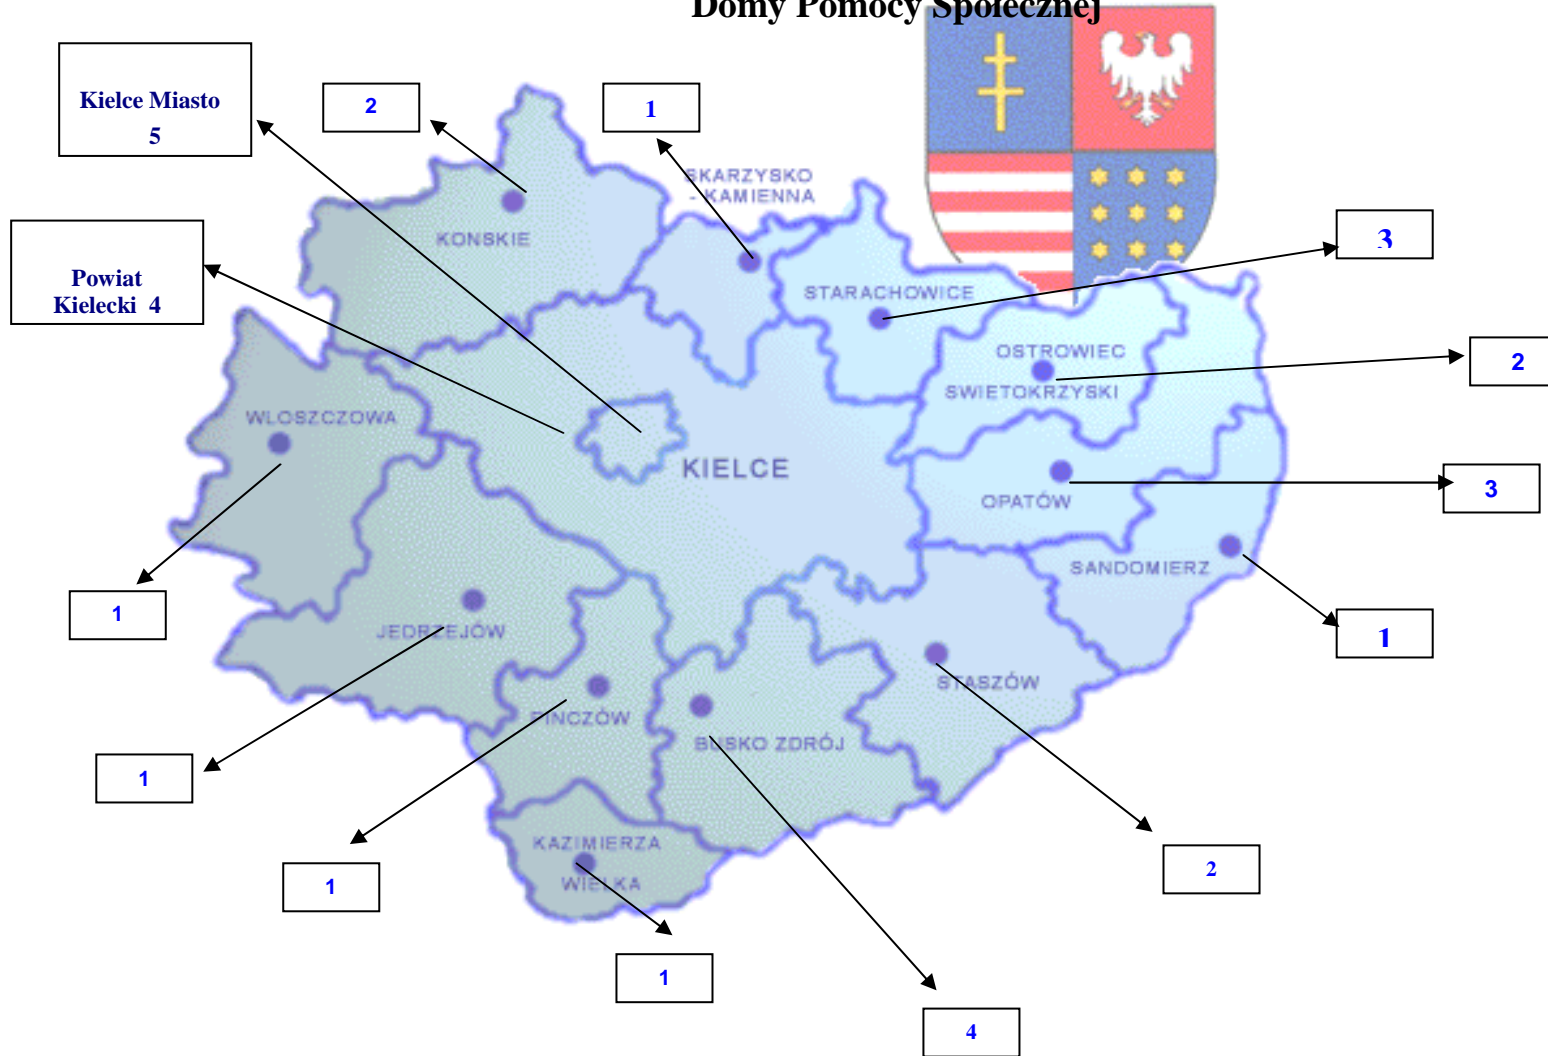 Domy Pomocy Społecznej
Kielce Miasto
5
2
1
SKARZYSKO
- KAMIENNA
KONSKIE
3
Powiat
Kielecki 4
STARACHOWICE
OSTROWIEC
SWIETOKRZYSKI
2
WLOSZCZOWA
KIELCE
3
OPATÓW
SANDOMIERZ
1
1
JEDRZEJÓW
STASZÓW
PINCZÓW
BUSKO ZDRÓJ
1
KAZIMIERZA
WIELKA
2
1
1
4